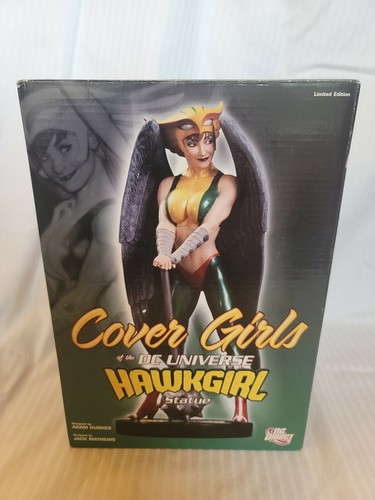 Limited Edition
Cover Girls
of the DC UNIVERSE
HAWKGIRL
Statue
Designed by
ADAM HUGHES
Sculpted by
JACK MATHEWS
DC
DIRECT